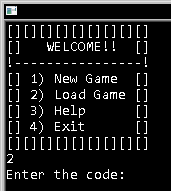 [][][][][][][][][]
[]   WELCOME!!  []
!----------------!
[] 1) New Game  []
[] 2) Load Game []
[] 3) Help      []
[] 4) Exit      []
[][][][][][][][][]
2
Enter the code: